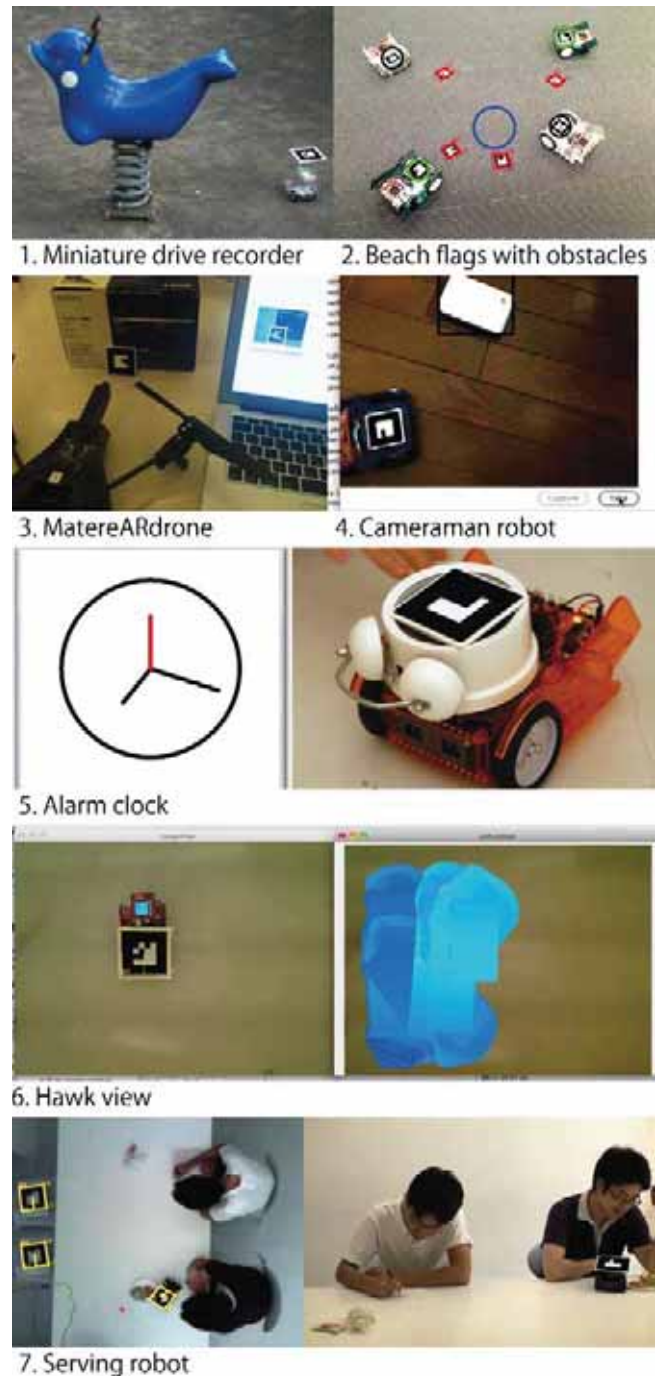 1. Miniature drive recorder
2. Beach flags with obstacles
3. MatereARdrone
4. Cameraman robot
5. Alarm clock
6. Hawk view
7. Serving robot